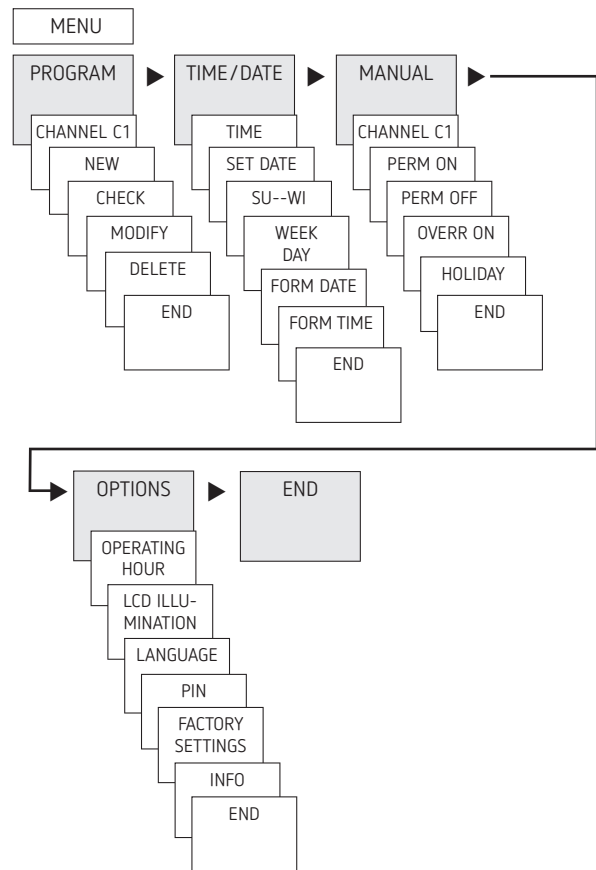 MENU
PROGRAM
CHANNEL C1
NEW
CHECK
MODIFY
DELETE
END
TIME/DATE
TIME
SET DATE
SU--WI
WEEK
DAY
FORM DATE
FORM TIME
END
MANUAL
CHANNEL C1
PERM ON
PERM OFF
OVERR ON
HOLIDAY
END
OPTIONS
OPERATING
HOUR
LCD ILLU-
MINATION
LANGUAGE
PIN
FACTORY
SETTINGS
INFO
END
END